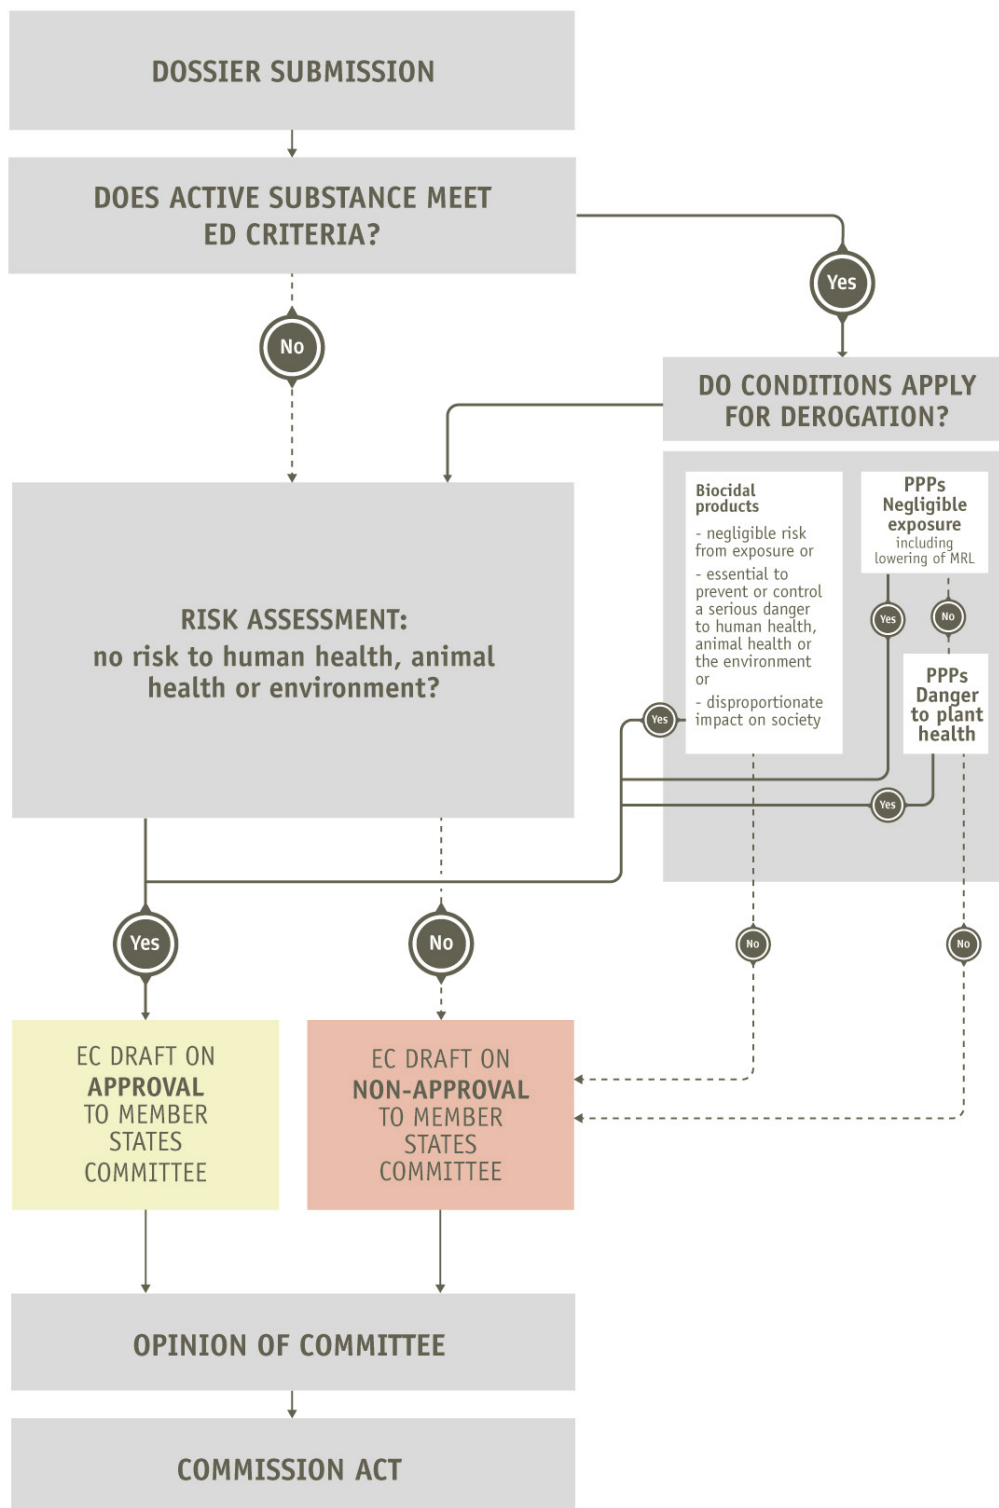 DOSSIER SUBMISSION
DOES ACTIVE SUBSTANCE MEET
ED CRITERIA?
Yes
No
DO CONDITIONS APPLY
FOR DEROGATION?
Biocidal
products
- negligible risk
from exposure or
- essential to
prevent or control
a serious danger
to human health,
animal health or
the environment
or
- disproportionate
impact on society
PPPs
Negligible
exposure
including
lowering of MRL
Yes
No
PPPs
Danger
to plant
health
Yes
Yes
RISK ASSESSMENT:
no risk to human health, animal
health or environment?
Yes
No
No
No
EC DRAFT ON
APPROVAL
TO MEMBER
STATES
COMMITTEE
EC DRAFT ON
NON-APPROVAL
TO MEMBER
STATES
COMMITTEE
OPINION OF COMMITTEE
COMMISSION ACT